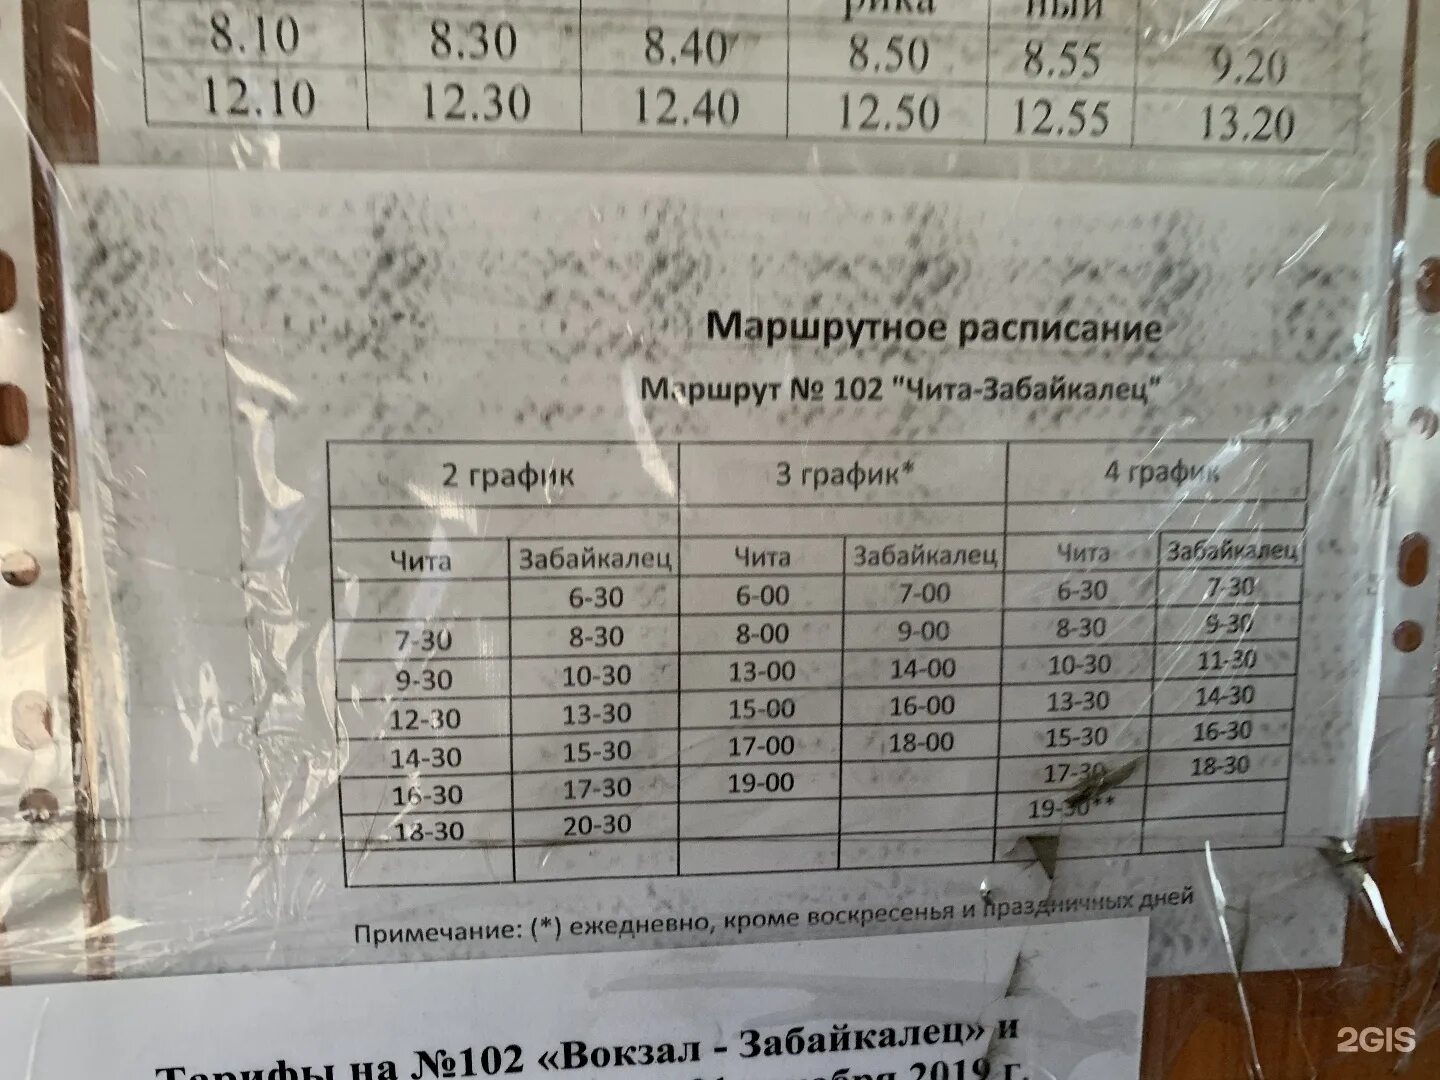 8.10 8.30 8.40 8.50 8.55 9.20
12.10 12.30 12.40 12.50 12.55 13.20
Маршрутное расписание
Маршрут № 102 "Чита-Забайкалец"
2 график 3 график* 4 график
Чита Забайкалец Чита Забайкалец Чита Забайкалец
6-30 6-00 7-00 6-30 7-30
7-30 8-30 8-00 9-00 8-30 9-30
9-30 10-30 13-00 14-00 10-30 11-30
12-30 13-30 15-00 16-00 13-30 14-30
14-30 15-30 17-00 18-00 15-30 16-30
16-30 17-30 19-00 17-30 18-30
18-30 20-30 19-30**
Примечание: (*) ежедневно, кроме воскресенья и праздничных дней
Тарифы на №102 «Вокзал - Забайкалец» и
2019 г.
2GIS